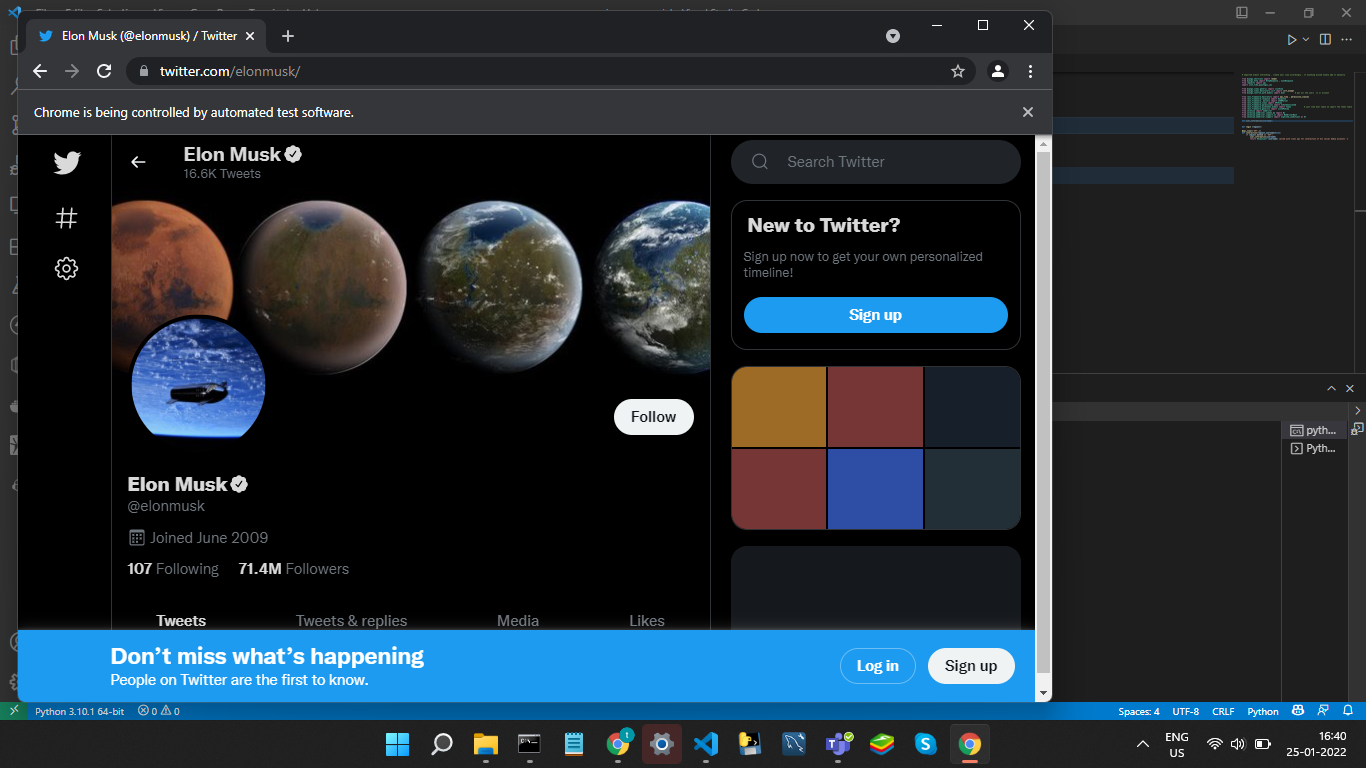 Elon Musk (@elonmusk) / Twitter
twitter.com/elonmusk/
Chrome is being controlled by automated test software.
Elon Musk
16.6K Tweets
Search Twitter
New to Twitter?
Sign up now to get your own personalized
timeline!
Sign up
Follow
Elon Musk
@elonmusk
Joined June 2009
107 Following 71.4M Followers
Tweets Tweets & replies Media Likes
Don't miss what's happening
People on Twitter are the first to know.
Log in Sign up
pyth...
Pyth...
Python 3.10.1 64-bit 0 0
Spaces: 4 UTF-8 CRLF Python
ENG
US
16:40
25-01-2022